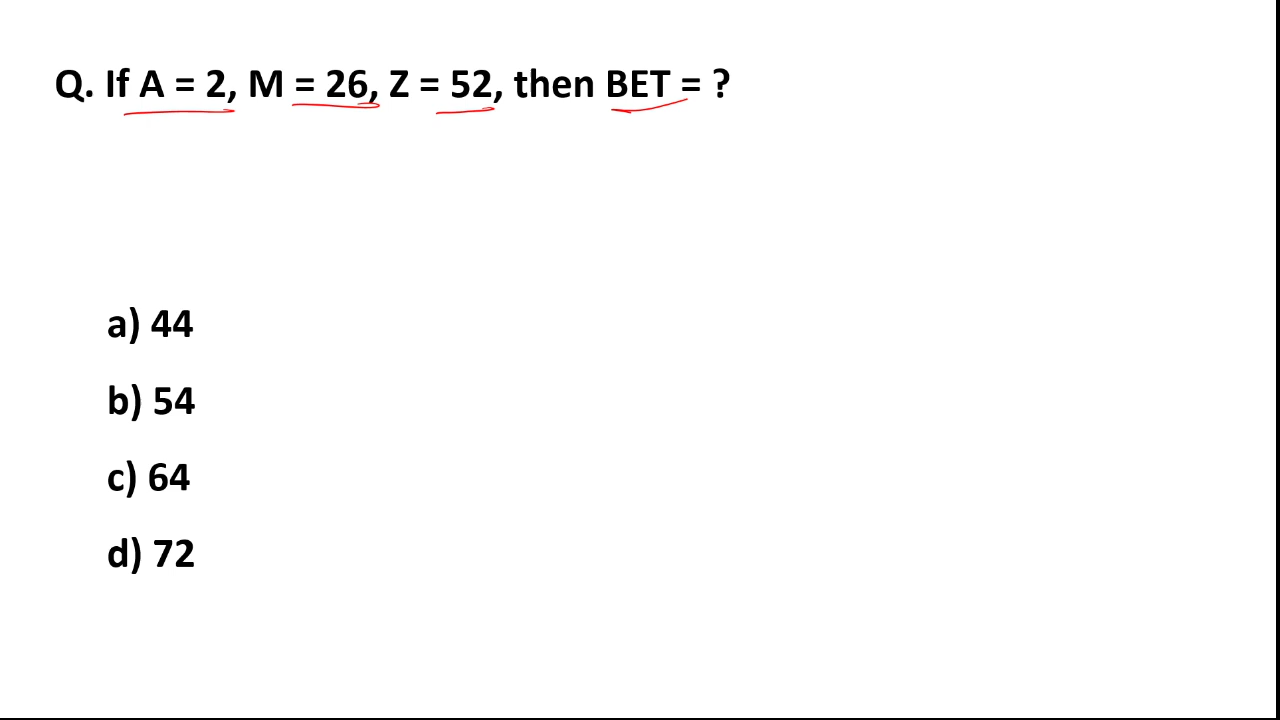 Q. If A = 2, M = 26, Z = 52, then BET = ?
a) 44
b) 54
c) 64
d) 72